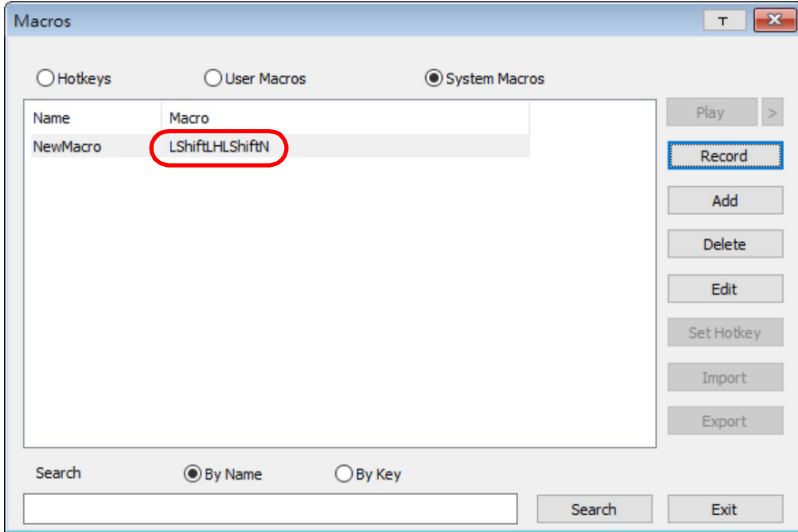 Macros
T
Hotkeys User Macros System Macros
Name Macro
NewMacro LShiftLHLShiftN
Play >
Record
Add
Delete
Edit
Set Hotkey
Import
Export
Search By Name By Key
Search Exit